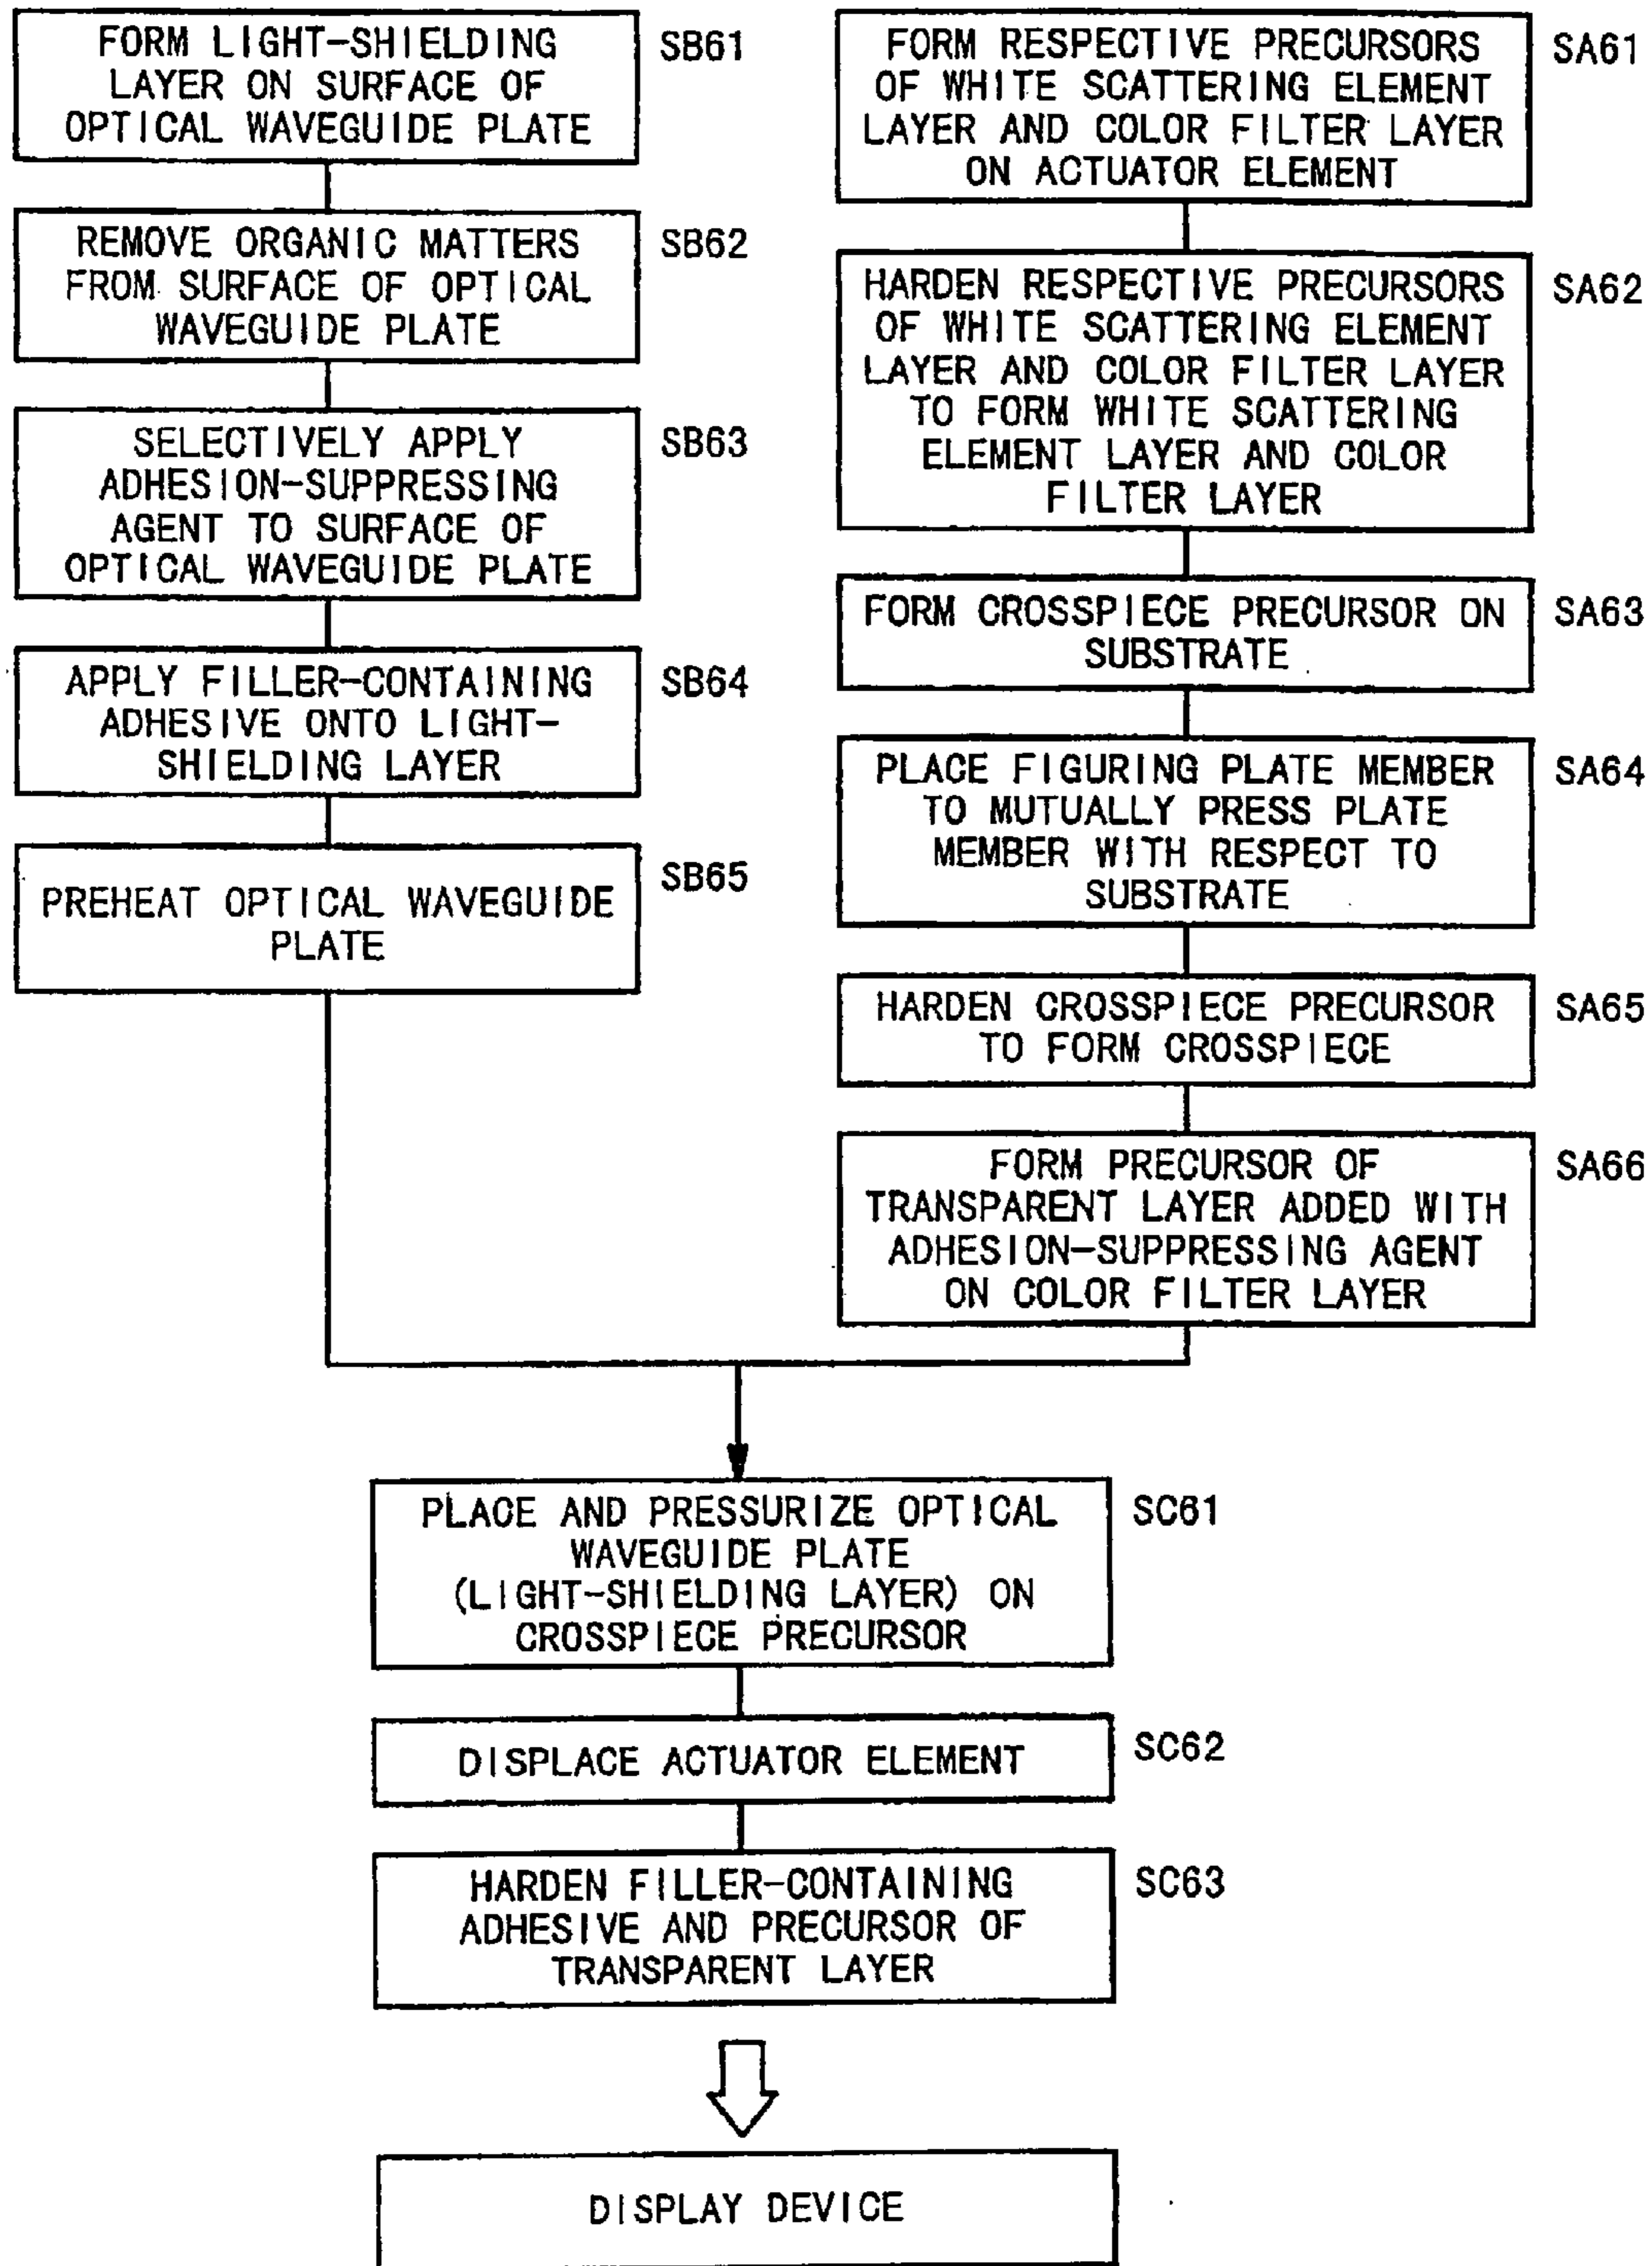 FORM LIGHT-SHIELDING
LAYER ON SURFACE OF
OPTICAL WAVEGUIDE PLATE
SB61
REMOVE ORGANIC MATTERS
FROM SURFACE OF OPTICAL
WAVEGUIDE PLATE
SB62
SELECTIVELY APPLY
ADHESION-SUPPRESSING
AGENT TO SURFACE OF
OPTICAL WAVEGUIDE PLATE
SB63
APPLY FILLER-CONTAINING
ADHESIVE ONTO LIGHT-
SHIELDING LAYER
SB64
PREHEAT OPTICAL WAVEGUIDE
PLATE
SB65
FORM RESPECTIVE PRECURSORS
OF WHITE SCATTERING ELEMENT
LAYER AND COLOR FILTER LAYER
ON ACTUATOR ELEMENT
SA61
HARDEN RESPECTIVE PRECURSORS
OF WHITE SCATTERING ELEMENT
LAYER AND COLOR FILTER LAYER
TO FORM WHITE SCATTERING
ELEMENT LAYER AND COLOR
FILTER LAYER
SA62
FORM CROSSPIECE PRECURSOR ON
SUBSTRATE
SA63
PLACE FIGURING PLATE MEMBER
TO MUTUALLY PRESS PLATE
MEMBER WITH RESPECT TO
SUBSTRATE
SA64
HARDEN CROSSPIECE PRECURSOR
TO FORM CROSSPIECE
SA65
FORM PRECURSOR OF
TRANSPARENT LAYER ADDED WITH
ADHESION-SUPPRESSING AGENT
ON COLOR FILTER LAYER
SA66
PLACE AND PRESSURIZE OPTICAL
WAVEGUIDE PLATE
(LIGHT-SHIELDING LAYER) ON
CROSSPIECE PRECURSOR
SC61
DISPLACE ACTUATOR ELEMENT
SC62
HARDEN FILLER-CONTAINING
ADHESIVE AND PRECURSOR OF
TRANSPARENT LAYER
SC63
DISPLAY DEVICE